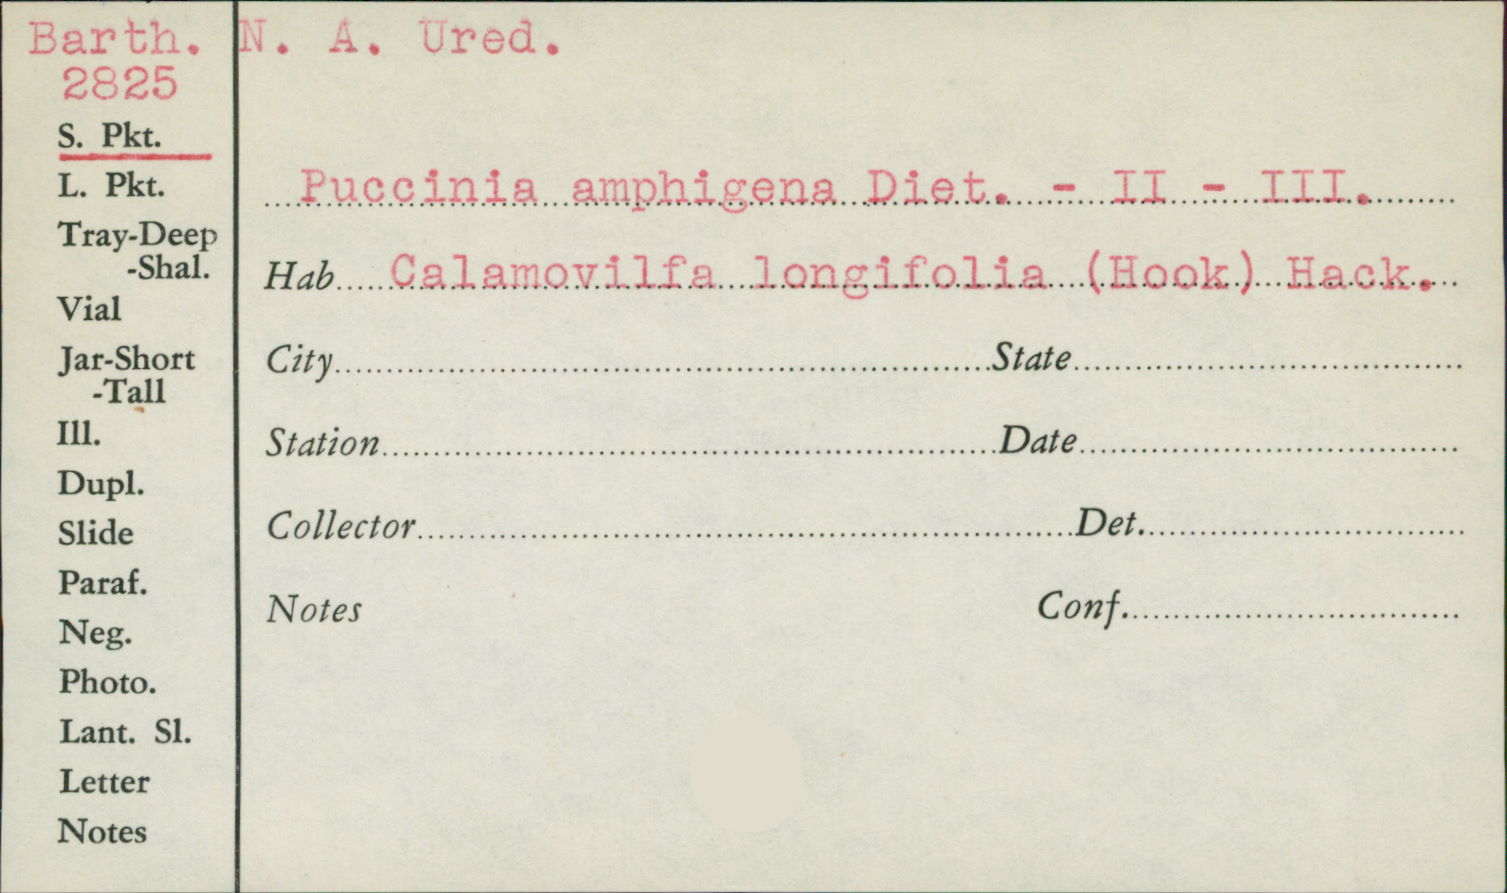 Barth. N. A. Ured.
2825
S. Pkt.
L. Pkt.
Tray-Deep
-Shal.
Vial
Jar-Short
-Tall
Ill.
Dupl.
Slide
Paraf.
Neg.
Photo.
Lant. Sl.
Letter
Notes
Puccinia amphigena Diet. - II - III.
Hab Calamovilfa longifolia (Hook) Hack.
City State
Station Date
Collector Det.
Notes Conf.